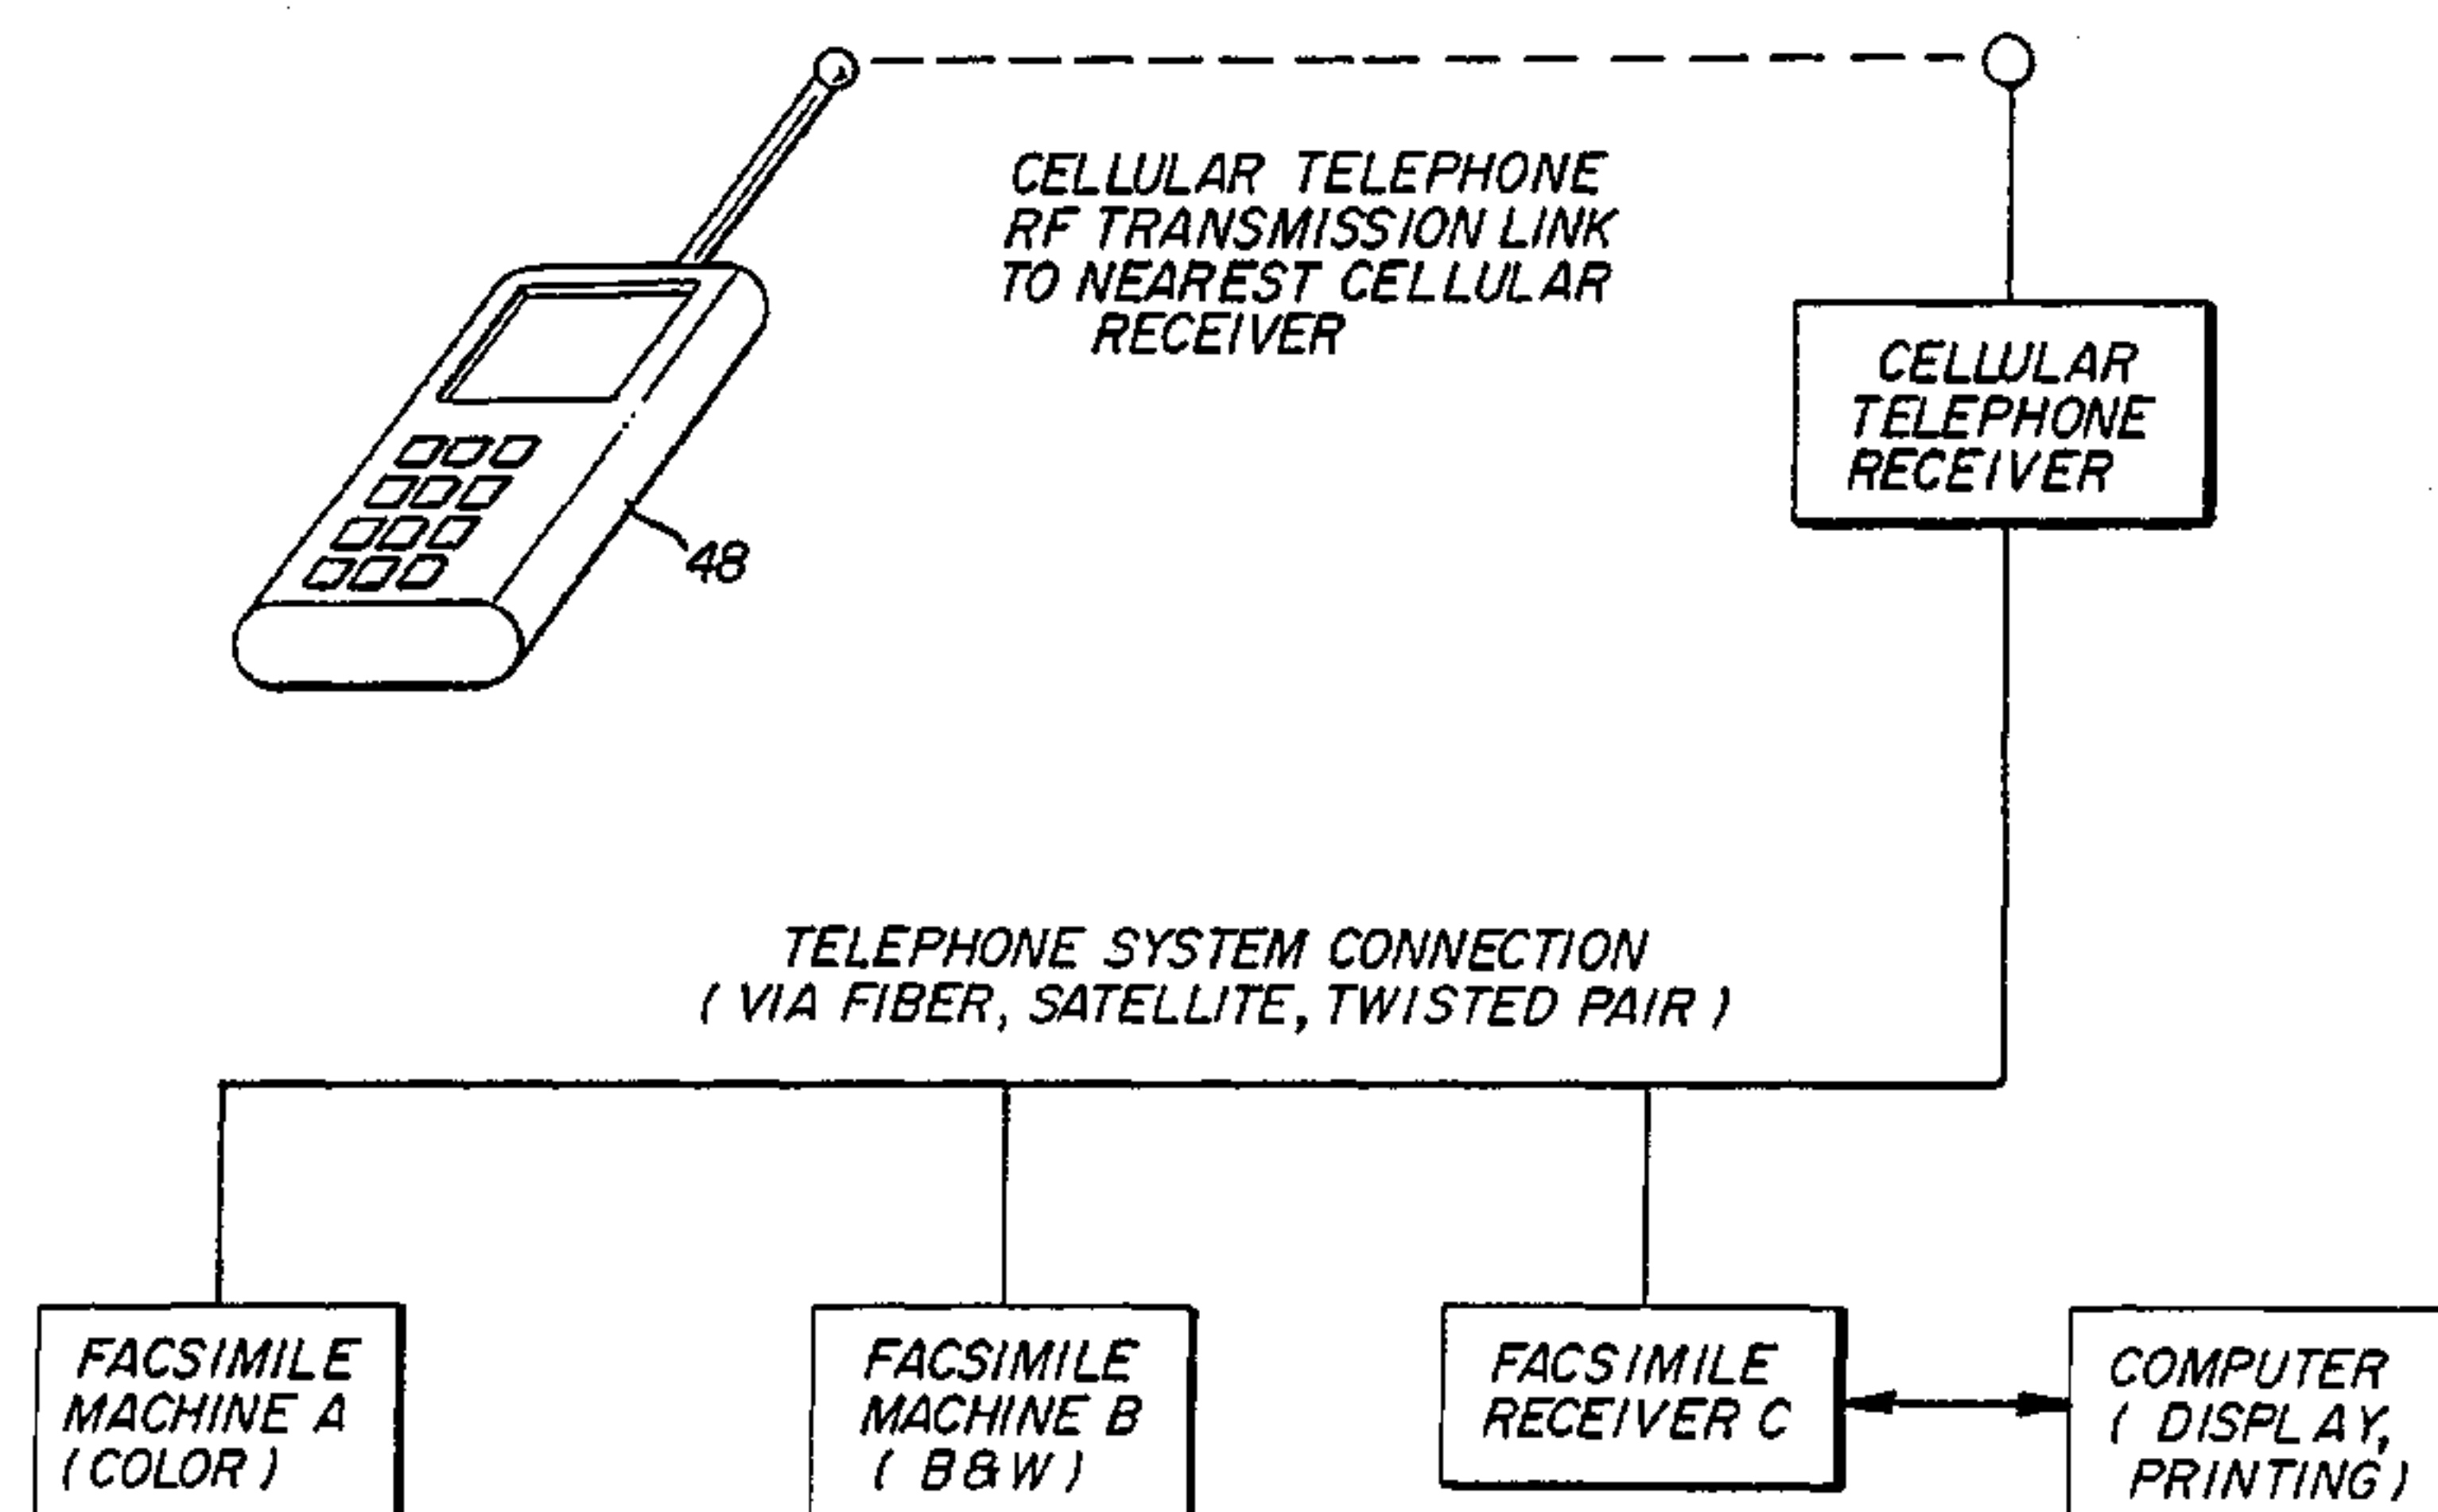 CELLULAR TELEPHONE
RF TRANSMISSION LINK
TO NEAREST CELLULAR
RECEIVER
CELLULAR
TELEPHONE
RECEIVER
48
TELEPHONE SYSTEM CONNECTION
( VIA FIBER, SATELLITE, TWISTED PAIR )
FACSIMILE
MACHINE A
(COLOR)
FACSIMILE
MACHINE B
( B&W )
FACSIMILE
RECEIVER C
COMPUTER
( DISPLAY,
PRINTING )